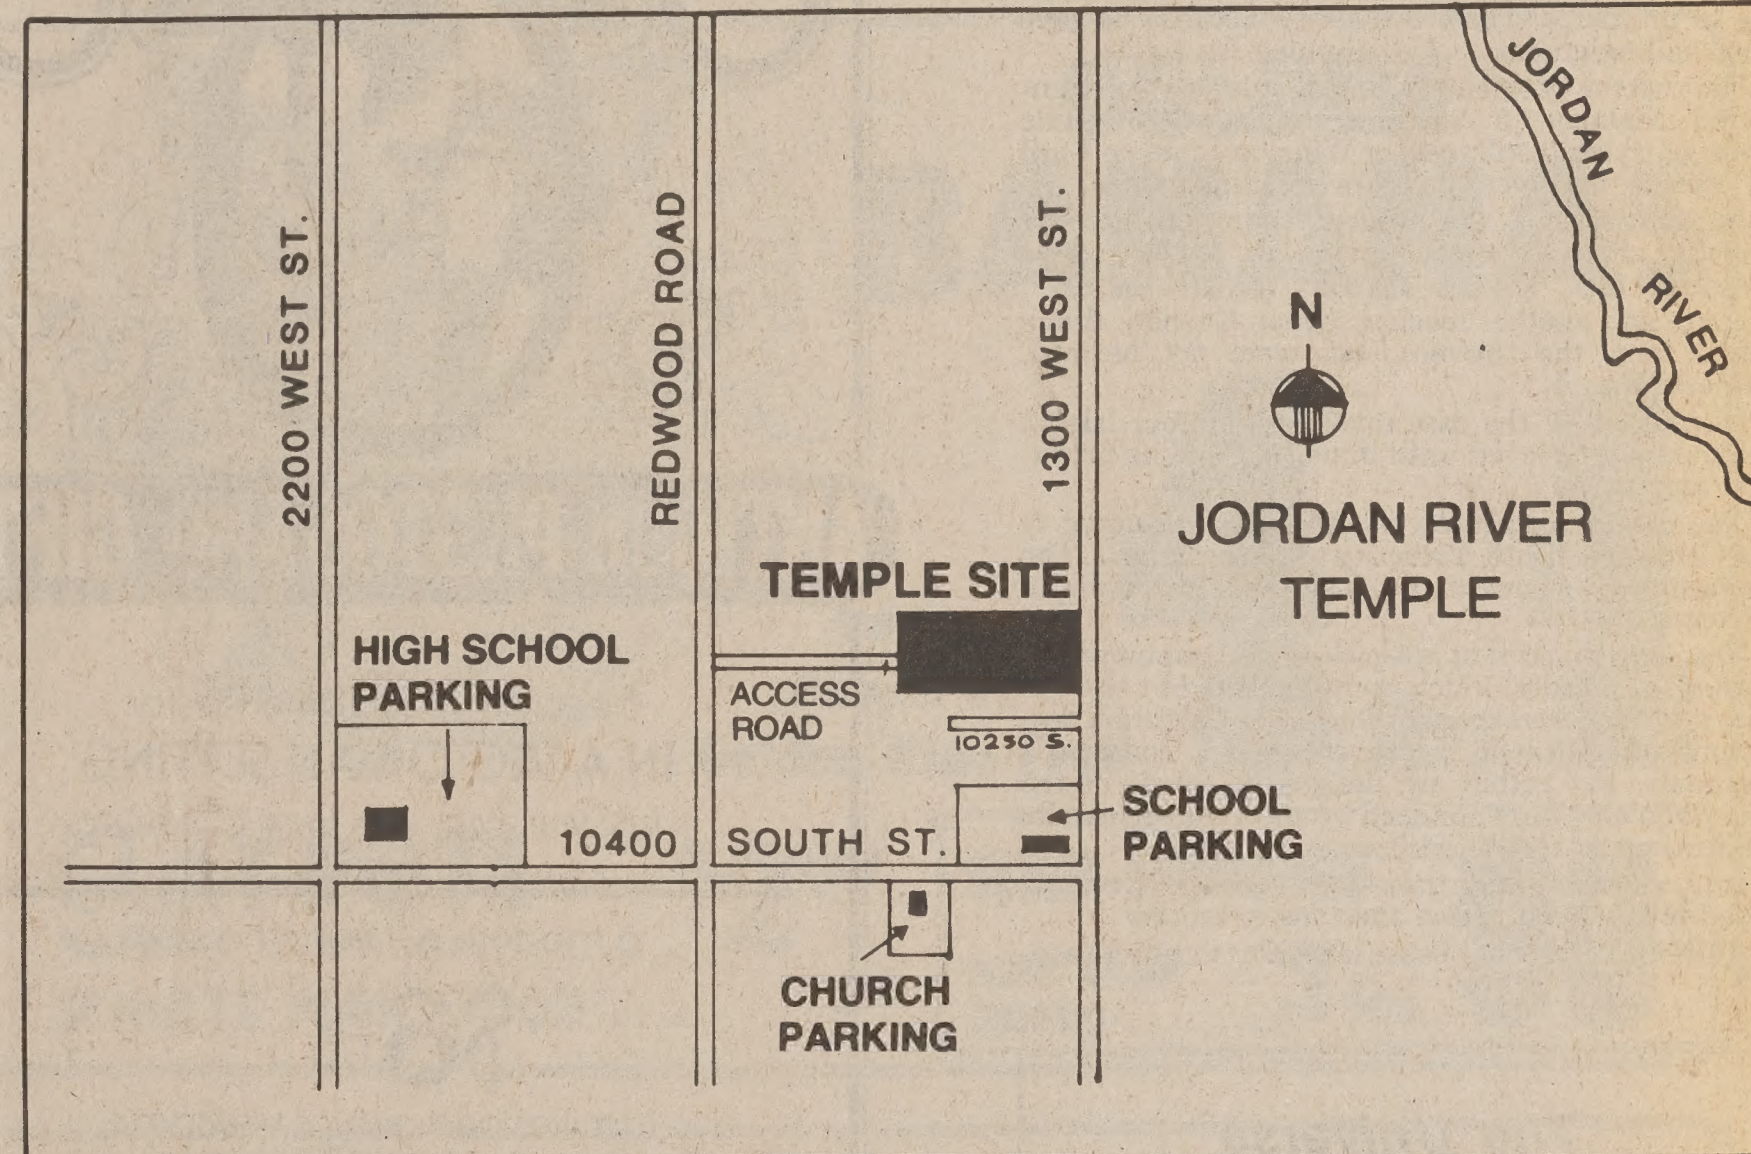 JORDAN
RIVER
2200 WEST ST.
REDWOOD ROAD
1300 WEST ST.
N
JORDAN RIVER
TEMPLE
TEMPLE SITE
HIGH SCHOOL
PARKING
ACCESS
ROAD
10250 S.
SCHOOL
PARKING
10400 SOUTH ST.
CHURCH
PARKING